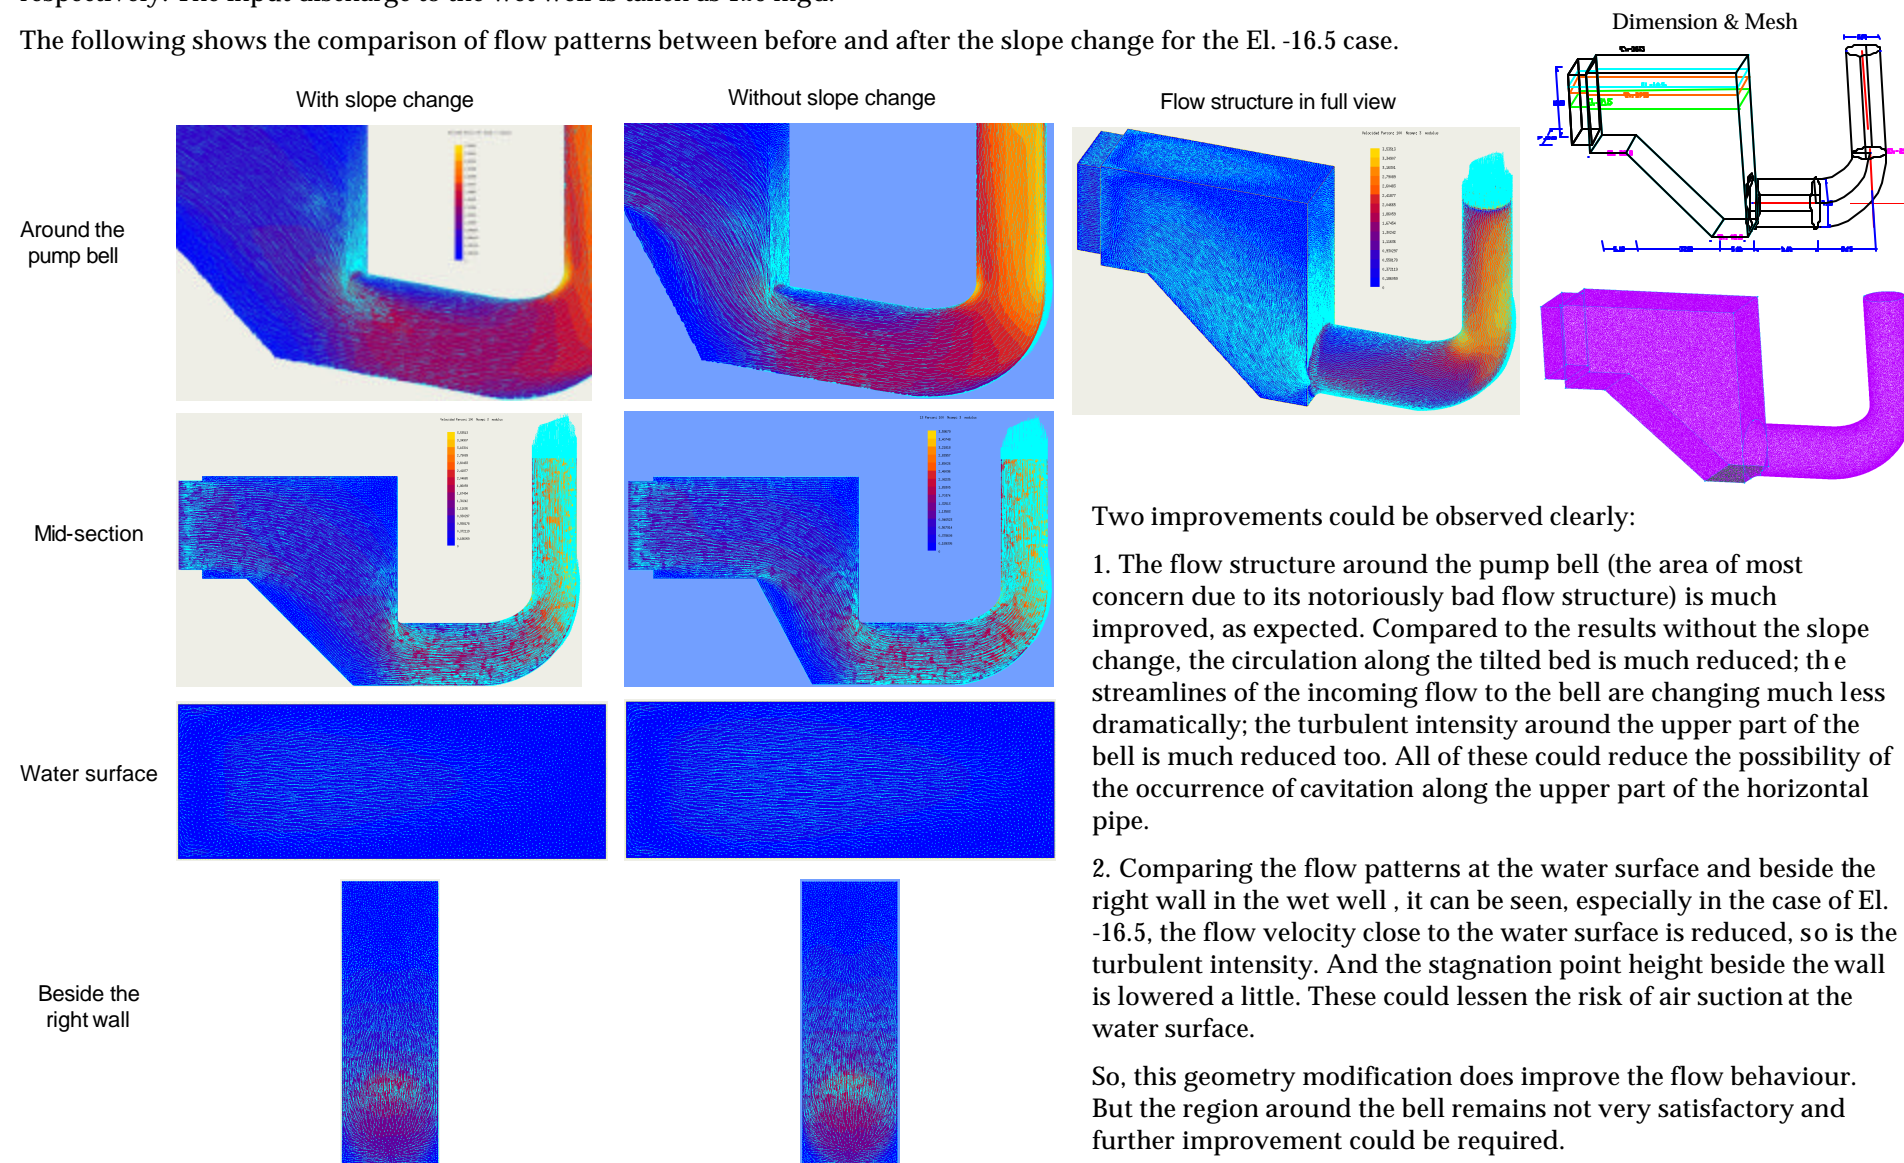 The following shows the comparison of flow patterns between before and after the slope change for the El. -16.5 case.
Dimension & Mesh
With slope change
Without slope change
Flow structure in full view
Around the
pump bell
Mid-section
Water surface
Beside the
right wall
Two improvements could be observed clearly:
1. The flow structure around the pump bell (the area of most
concern due to its notoriously bad flow structure) is much
improved, as expected. Compared to the results without the slope
change, the circulation along the tilted bed is much reduced; the
streamlines of the incoming flow to the bell are changing much less
dramatically; the turbulent intensity around the upper part of the
bell is much reduced too. All of these could reduce the possibility of
the occurrence of cavitation along the upper part of the horizontal
pipe.
2. Comparing the flow patterns at the water surface and beside the
right wall in the wet well , it can be seen, especially in the case of El.
-16.5, the flow velocity close to the water surface is reduced, so is the
turbulent intensity. And the stagnation point height beside the wall
is lowered a little. These could lessen the risk of air suction at the
water surface.
So, this geometry modification does improve the flow behaviour.
But the region around the bell remains not very satisfactory and
further improvement could be required.